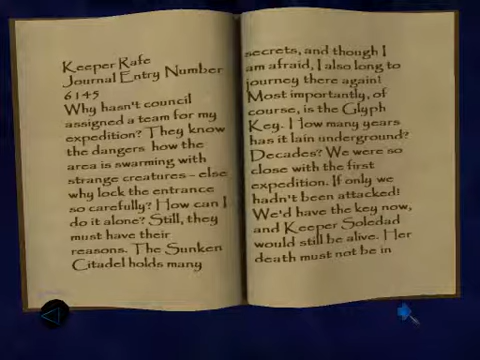 Keeper Rafe
Journal Entry Number
6145
Why hasn't council
assigned a team for my
expedition? They know
the dangers how the
area is swarming with
strange creatures - else
why lock the entrance
so carefully? How can I
do it alone? Still, they
must have their
reasons. The Sunken
Citadel holds many
secrets, and though I
am afraid, I also long to
journey there again!
Most importantly, of
course, is the Glyph
Key. How many years
has it lain underground?
Decades? We were so
close with the first
expedition. If only we
hadn't been attacked!
We'd have the key now,
and Keeper Soledad
would still be alive. Her
death must not be in